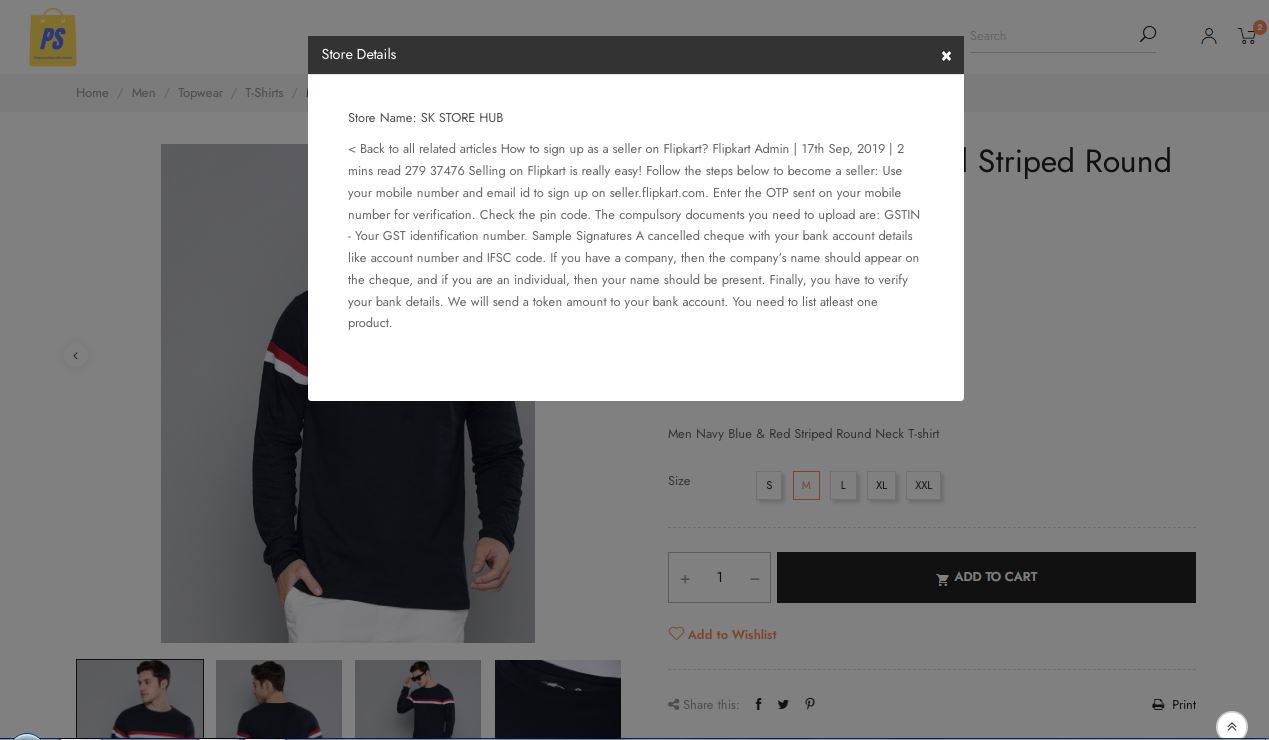 PS
Search
2
Store Details
×
Home / Men / Topwear / T-Shirts /
Striped Round
Store Name: SK STORE HUB
< Back to all related articles How to sign up as a seller on Flipkart? Flipkart Admin | 17th Sep, 2019 | 2
mins read 279 37476 Selling on Flipkart is really easy! Follow the steps below to become a seller: Use
your mobile number and email id to sign up on seller.flipkart.com. Enter the OTP sent on your mobile
number for verification. Check the pin code. The compulsory documents you need to upload are: GSTIN
- Your GST identification number. Sample Signatures A cancelled cheque with your bank account details
like account number and IFSC code. If you have a company, then the company's name should appear on
the cheque, and if you are an individual, then your name should be present. Finally, you have to verify
your bank details. We will send a token amount to your bank account. You need to list atleast one
product.
Men Navy Blue & Red Striped Round Neck T-shirt
Size S M L XL XXL
+ 1 − ADD TO CART
Add to Wishlist
Share this: Print